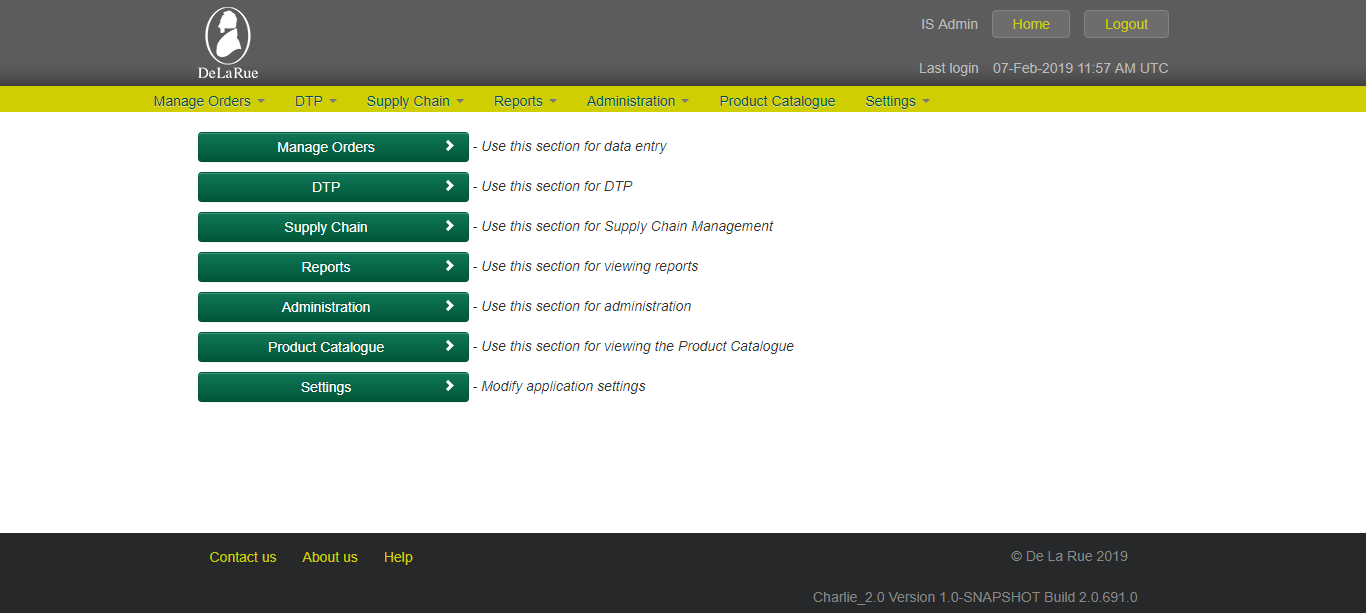 DeLaRue
IS Admin Home Logout
Last login 07-Feb-2019 11:57 AM UTC
Manage Orders DTP Supply Chain Reports Administration Product Catalogue Settings
Manage Orders - Use this section for data entry
DTP - Use this section for DTP
Supply Chain - Use this section for Supply Chain Management
Reports - Use this section for viewing reports
Administration - Use this section for administration
Product Catalogue - Use this section for viewing the Product Catalogue
Settings - Modify application settings
Contact us About us Help © De La Rue 2019
Charlie_2.0 Version 1.0-SNAPSHOT Build 2.0.691.0